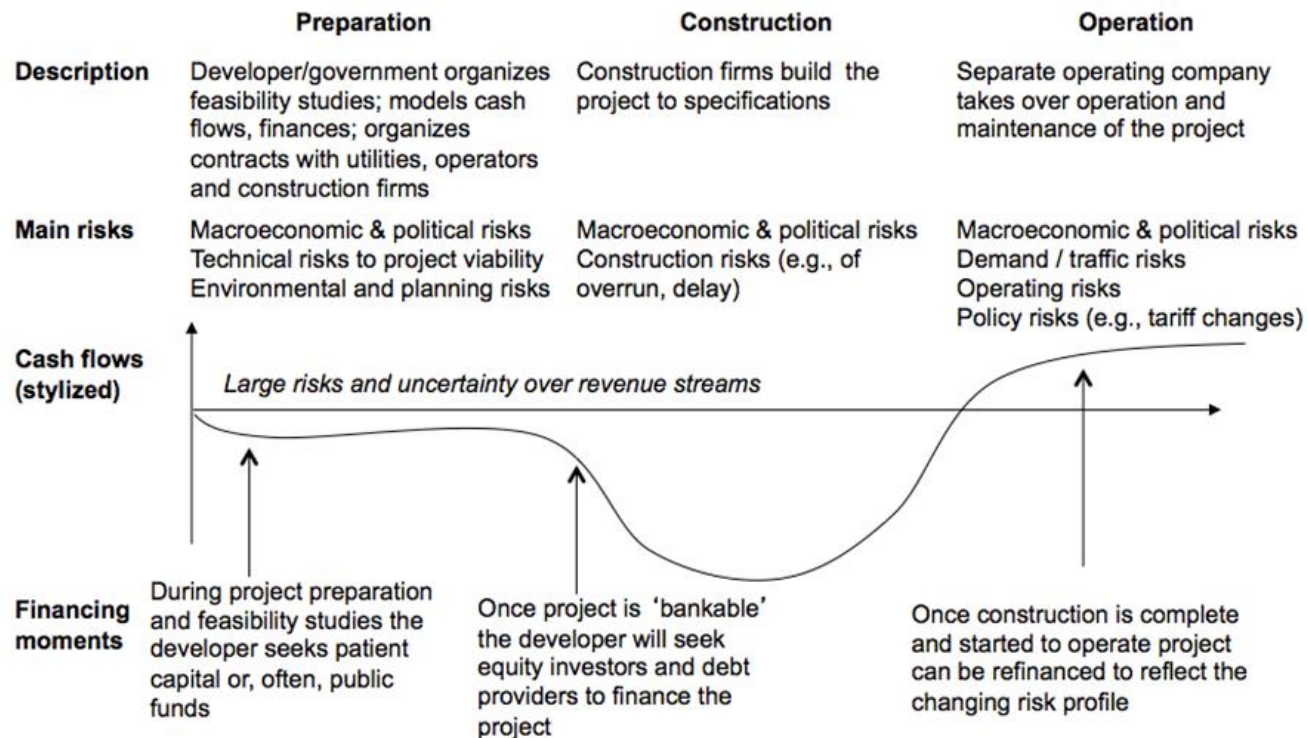 Preparation
Construction
Operation
Description
Developer/government organizes
feasibility studies; models cash
flows, finances; organizes
contracts with utilities, operators
and construction firms
Construction firms build the
project to specifications
Separate operating company
takes over operation and
maintenance of the project
Main risks
Macroeconomic & political risks
Technical risks to project viability
Environmental and planning risks
Macroeconomic & political risks
Construction risks (e.g., of
overrun, delay)
Macroeconomic & political risks
Demand / traffic risks
Operating risks
Policy risks (e.g., tariff changes)
Cash flows
(stylized)
Large risks and uncertainty over revenue streams
Financing
moments
During project preparation
and feasibility studies the
developer seeks patient
capital or, often, public
funds
Once project is ‘bankable’
the developer will seek
equity investors and debt
providers to finance the
project
Once construction is complete
and started to operate project
can be refinanced to reflect the
changing risk profile